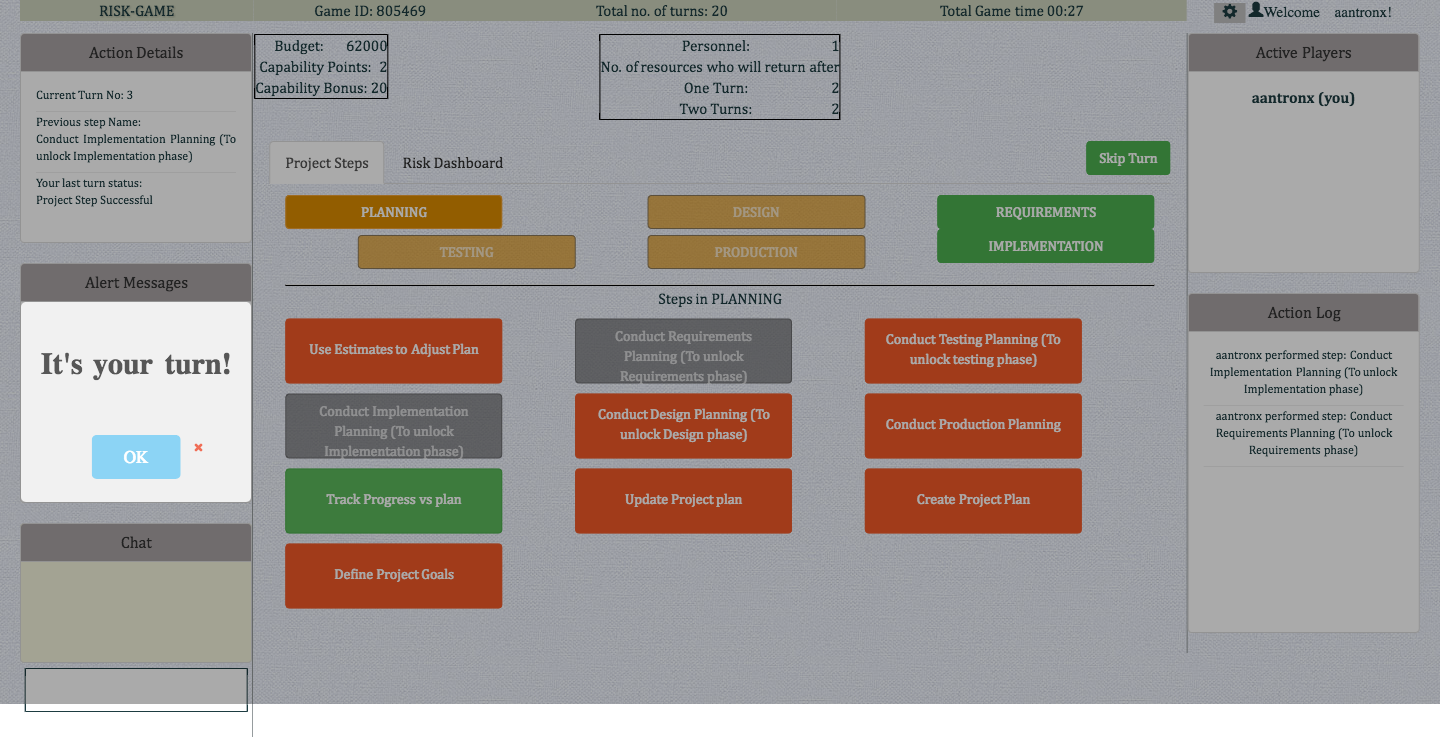 RISK-GAME
Game ID: 805469
Total no. of turns: 20
Total Game time 00:27
Welcome aantronx!
Action Details
Current Turn No: 3
Previous step Name:
Conduct Implementation Planning (To
unlock Implementation phase)
Your last turn status:
Project Step Successful
Alert Messages
It's your turn!
OK
Chat
Budget: 62000
Capability Points: 2
Capability Bonus: 20
Personnel: 1
No. of resources who will return after
One Turn: 2
Two Turns: 2
Project Steps
Risk Dashboard
Skip Turn
PLANNING
DESIGN
REQUIREMENTS
TESTING
PRODUCTION
IMPLEMENTATION
Steps in PLANNING
Use Estimates to Adjust Plan
Conduct Requirements
Planning (To unlock
Requirements phase)
Conduct Testing Planning (To
unlock testing phase)
Conduct Implementation
Planning (To unlock
Implementation phase)
Conduct Design Planning (To
unlock Design phase)
Conduct Production Planning
Track Progress vs plan
Update Project plan
Create Project Plan
Define Project Goals
Active Players
aantronx (you)
Action Log
aantronx performed step: Conduct
Implementation Planning (To unlock
Implementation phase)
aantronx performed step: Conduct
Requirements Planning (To unlock
Requirements phase)